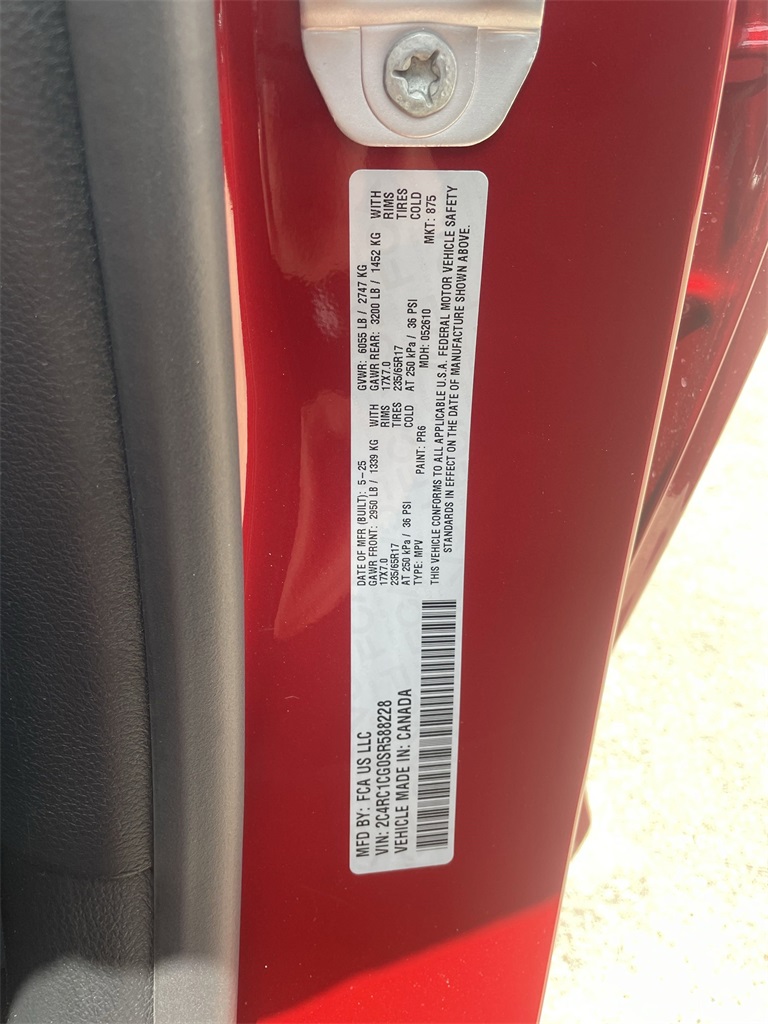 MFD BY: FCA US LLC
VIN: 2C4RC1CG0SR588228
VEHICLE MADE IN: CANADA
DATE OF MFR (BUILT): 5-25
GAWR FRONT: 2950 LB / 1339 KG WITH
17X7.0 RIMS
235/65R17 TIRES
AT 250 kPa / 36 PSI COLD
TYPE: MPV PAINT: PR6
GVWR: 6055 LB / 2747 KG
GAWR REAR: 3200 LB / 1452 KG WITH
17X7.0 RIMS
235/65R17 TIRES
AT 250 kPa / 36 PSI COLD
MDH: 052610 MKT: 875
THIS VEHICLE CONFORMS TO ALL APPLICABLE U.S.A. FEDERAL MOTOR VEHICLE SAFETY
STANDARDS IN EFFECT ON THE DATE OF MANUFACTURE SHOWN ABOVE.